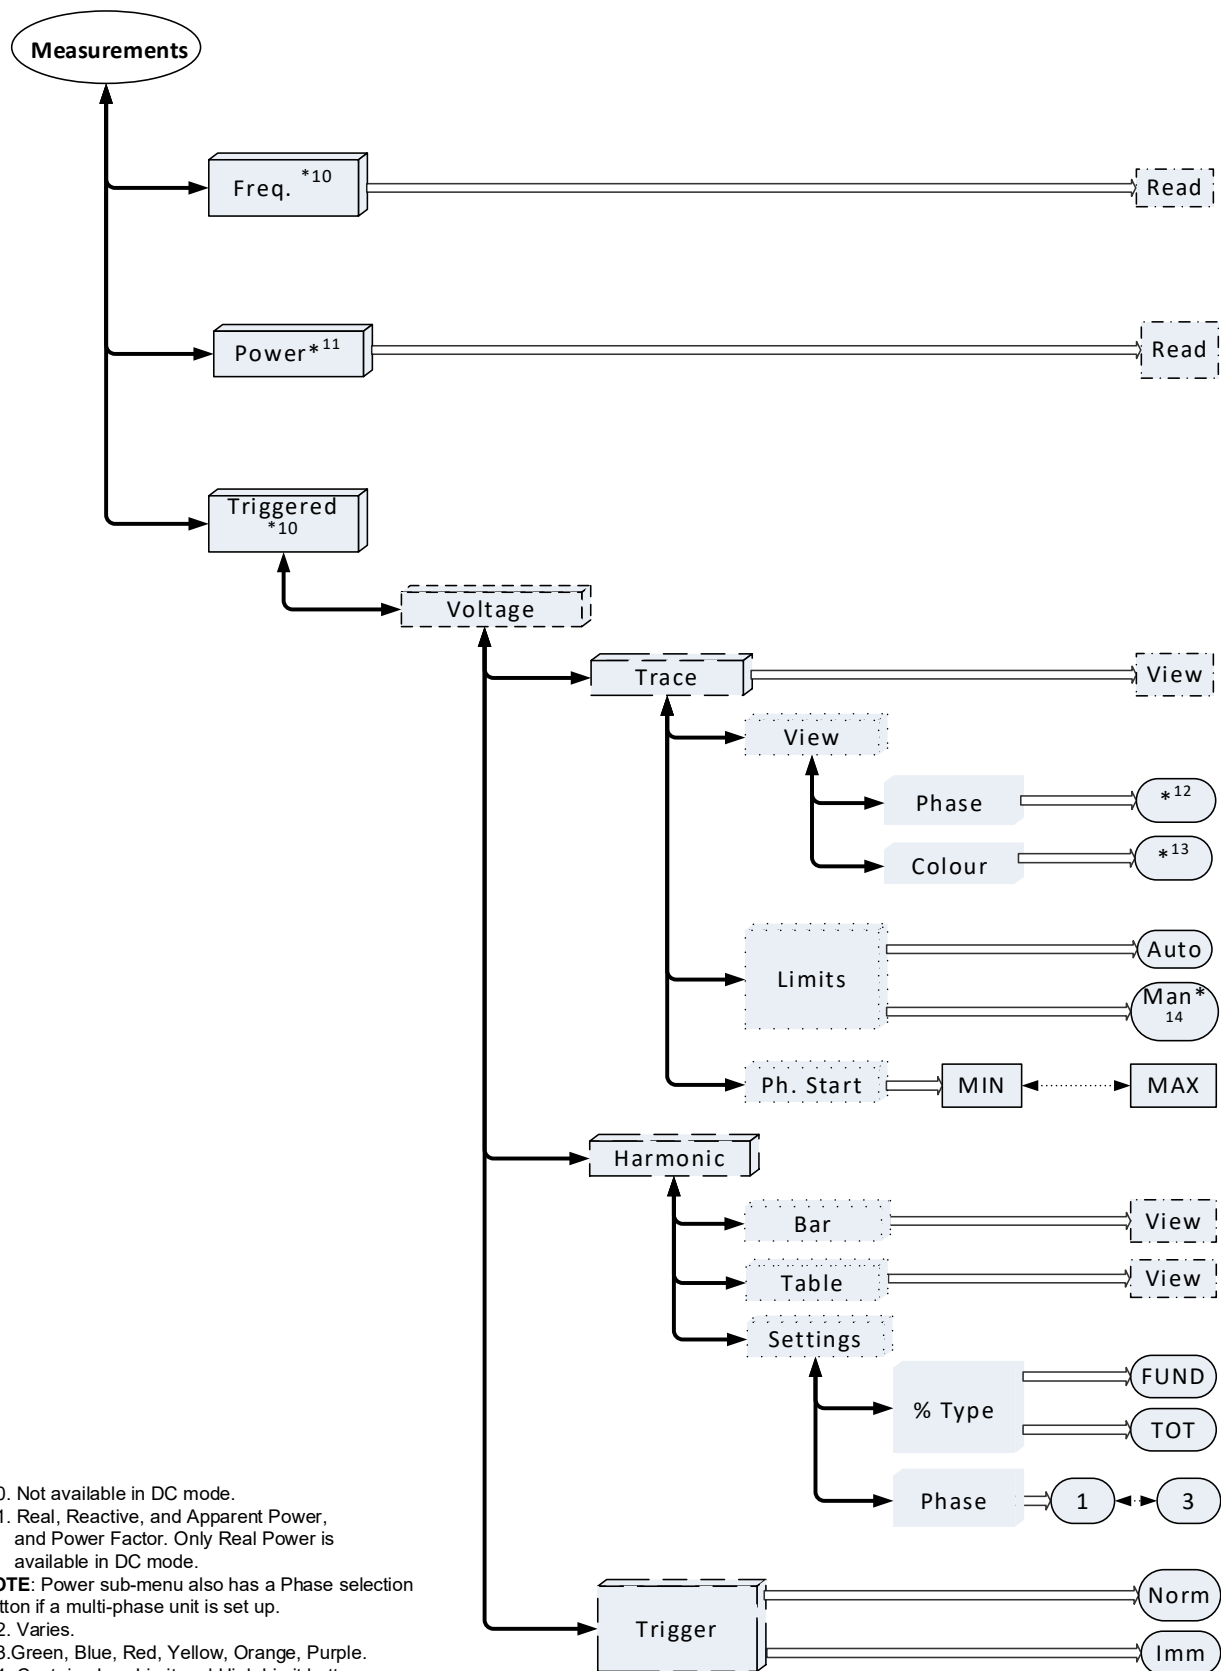 Measurements
Freq. *10
Read
Power*11
Read
Triggered
*10
Voltage
Trace
View
View
Phase
*12
Colour
*13
Limits
Auto
Man*
14
Ph. Start
MIN
MAX
Harmonic
Bar
View
Table
View
Settings
% Type
FUND
TOT
Phase
1
3
Trigger
Norm
Imm
0. Not available in DC mode.
1. Real, Reactive, and Apparent Power,
and Power Factor. Only Real Power is
available in DC mode.
OTE: Power sub-menu also has a Phase selection
tton if a multi-phase unit is set up.
2. Varies.
3.Green, Blue, Red, Yellow, Orange, Purple.